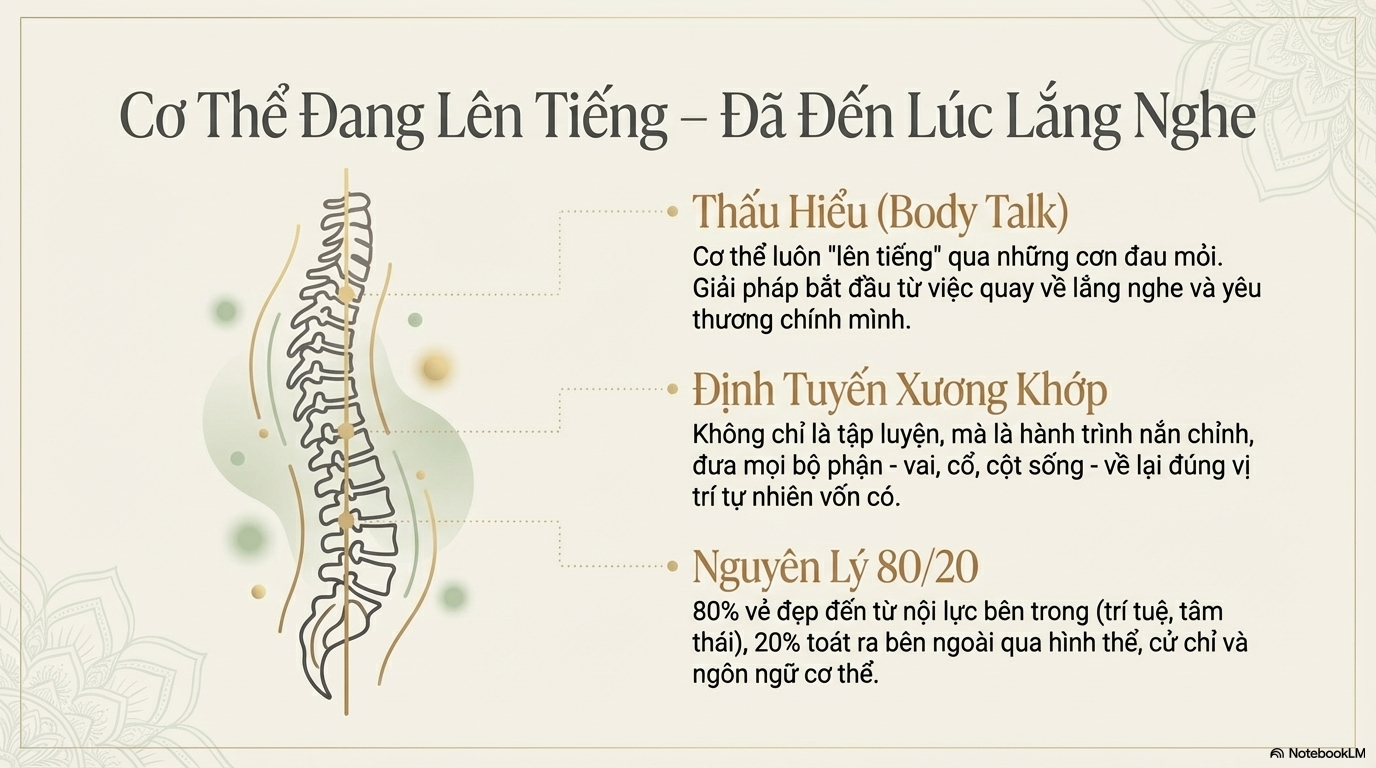 Cơ Thể Đang Lên Tiếng – Đã Đến Lúc Lắng Nghe
Thấu Hiểu (Body Talk)
Cơ thể luôn "lên tiếng" qua những cơn đau mỏi.
Giải pháp bắt đầu từ việc quay về lắng nghe và yêu
thương chính mình.
Định Tuyến Xương Khớp
Không chỉ là tập luyện, mà là hành trình nắn chỉnh,
đưa mọi bộ phận - vai, cổ, cột sống - về lại đúng vị
trí tự nhiên vốn có.
Nguyên Lý 80/20
80% vẻ đẹp đến từ nội lực bên trong (trí tuệ, tâm
thái), 20% toát ra bên ngoài qua hình thể, cử chỉ và
ngôn ngữ cơ thể.
NotebookLM